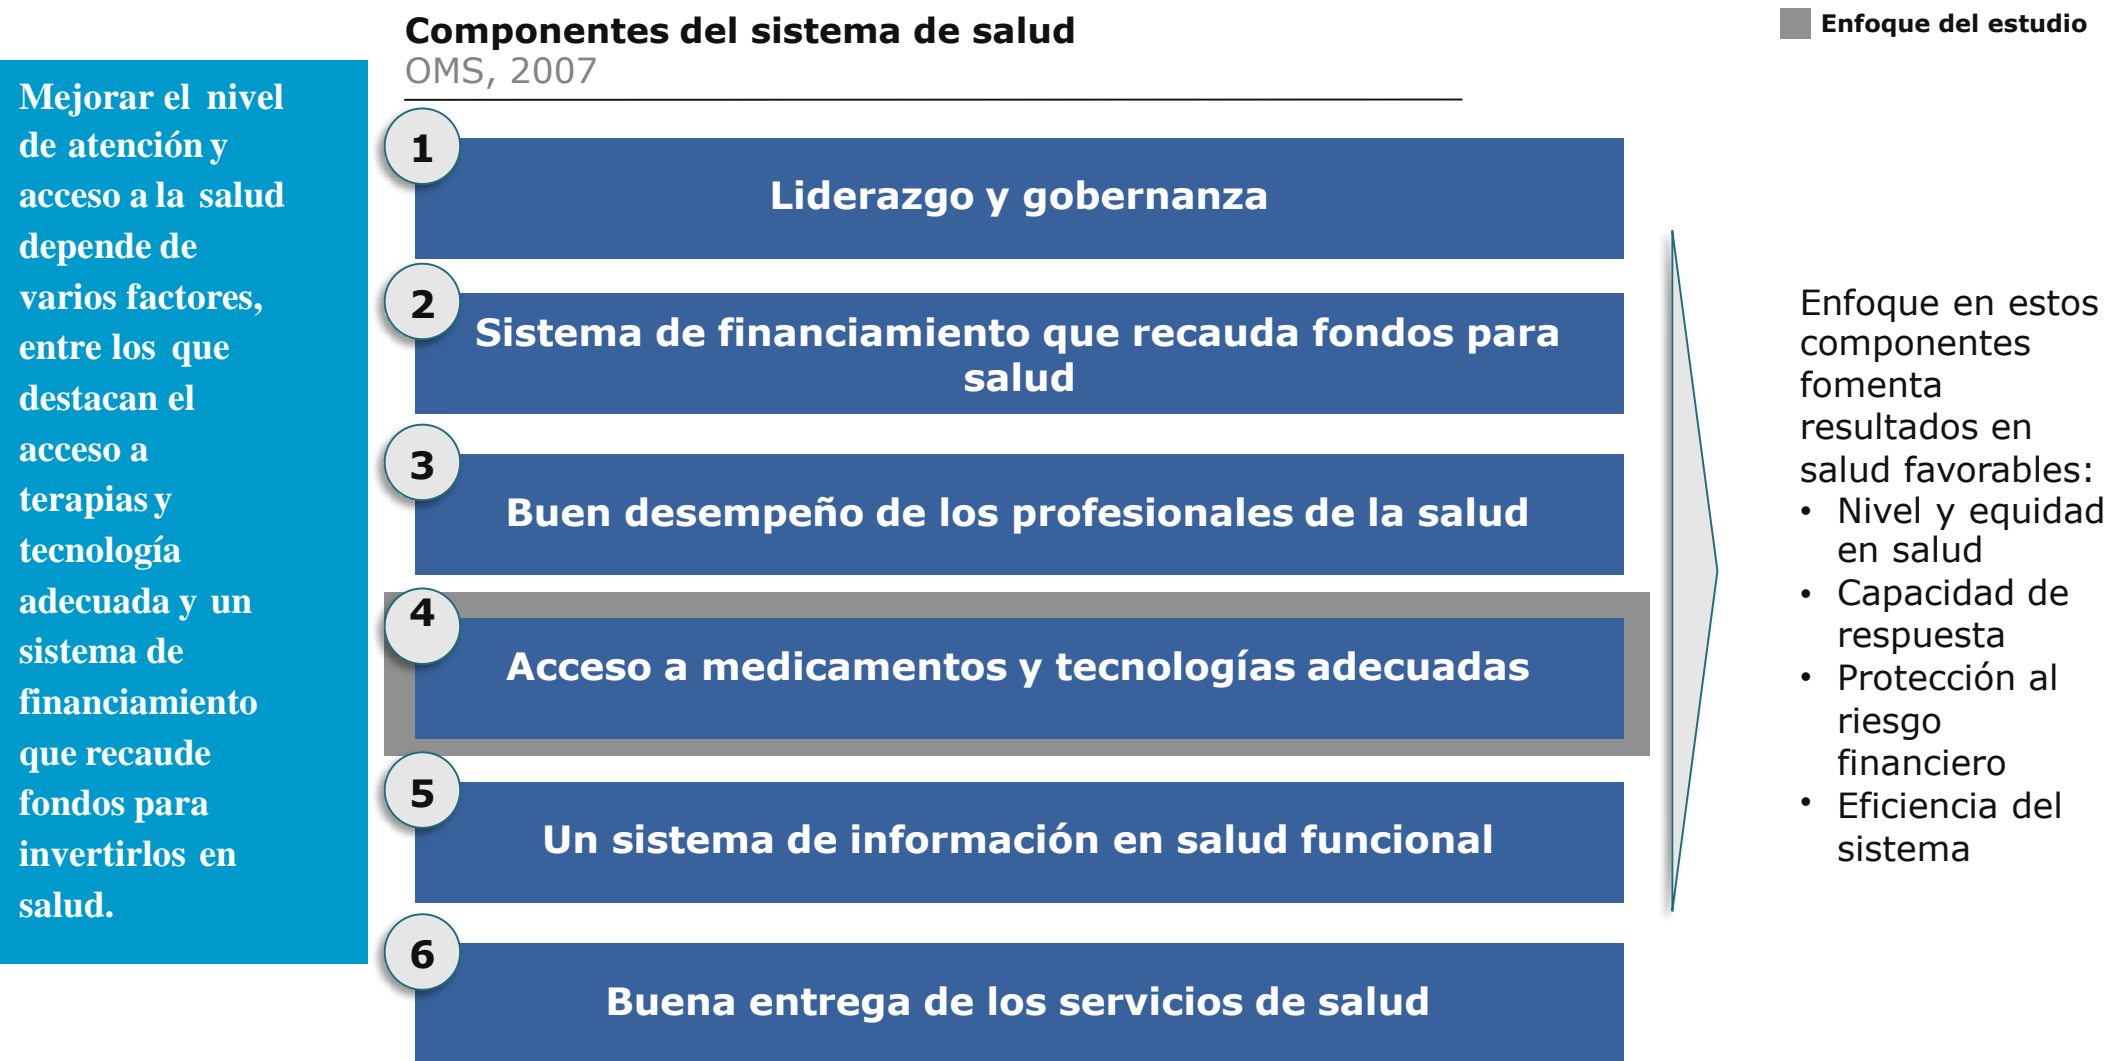 Componentes del sistema de salud
OMS, 2007
Enfoque del estudio
Mejorar el nivel
de atención y
acceso a la salud
depende de
varios factores,
entre los que
destacan el
acceso a
terapias y
tecnología
adecuada y un
sistema de
financiamiento
que recaude
fondos para
invertirlos en
salud.
1
Liderazgo y gobernanza
2
Sistema de financiamiento que recauda fondos para
salud
3
Buen desempeño de los profesionales de la salud
4
Acceso a medicamentos y tecnologías adecuadas
5
Un sistema de información en salud funcional
6
Buena entrega de los servicios de salud
Enfoque en estos
componentes
fomenta
resultados en
salud favorables:
• Nivel y equidad
en salud
• Capacidad de
respuesta
• Protección al
riesgo
financiero
• Eficiencia del
sistema